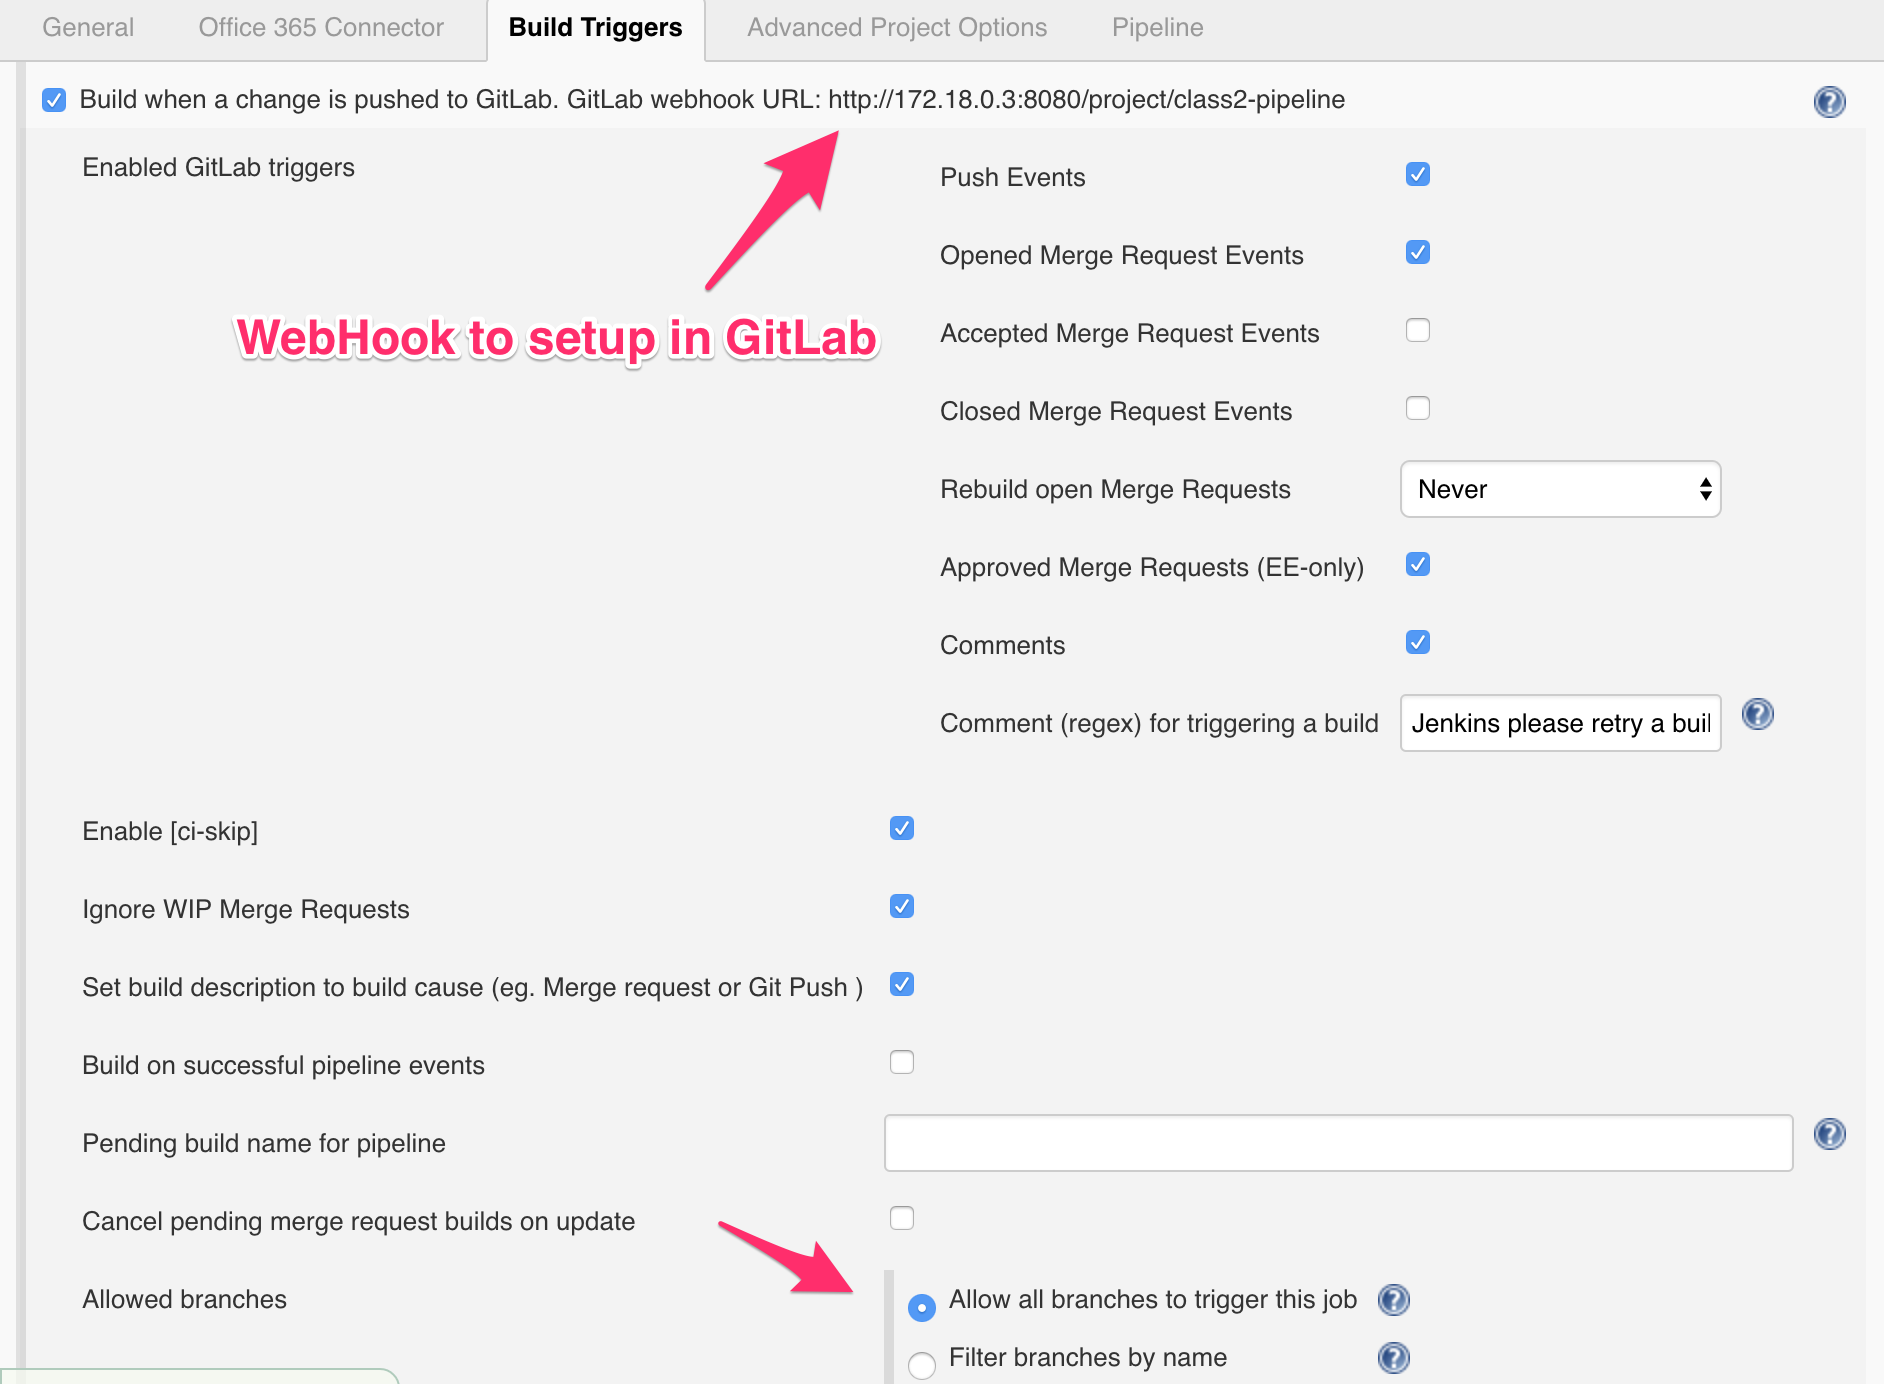 General Office 365 Connector Build Triggers Advanced Project Options Pipeline
Build when a change is pushed to GitLab. GitLab webhook URL: http://172.18.0.3:8080/project/class2-pipeline
Enabled GitLab triggers
Push Events
Opened Merge Request Events
WebHook to setup in GitLab
Accepted Merge Request Events
Closed Merge Request Events
Rebuild open Merge Requests Never
Approved Merge Requests (EE-only)
Comments
Comment (regex) for triggering a build Jenkins please retry a buil
Enable [ci-skip]
Ignore WIP Merge Requests
Set build description to build cause (eg. Merge request or Git Push )
Build on successful pipeline events
Pending build name for pipeline
Cancel pending merge request builds on update
Allowed branches Allow all branches to trigger this job
Filter branches by name